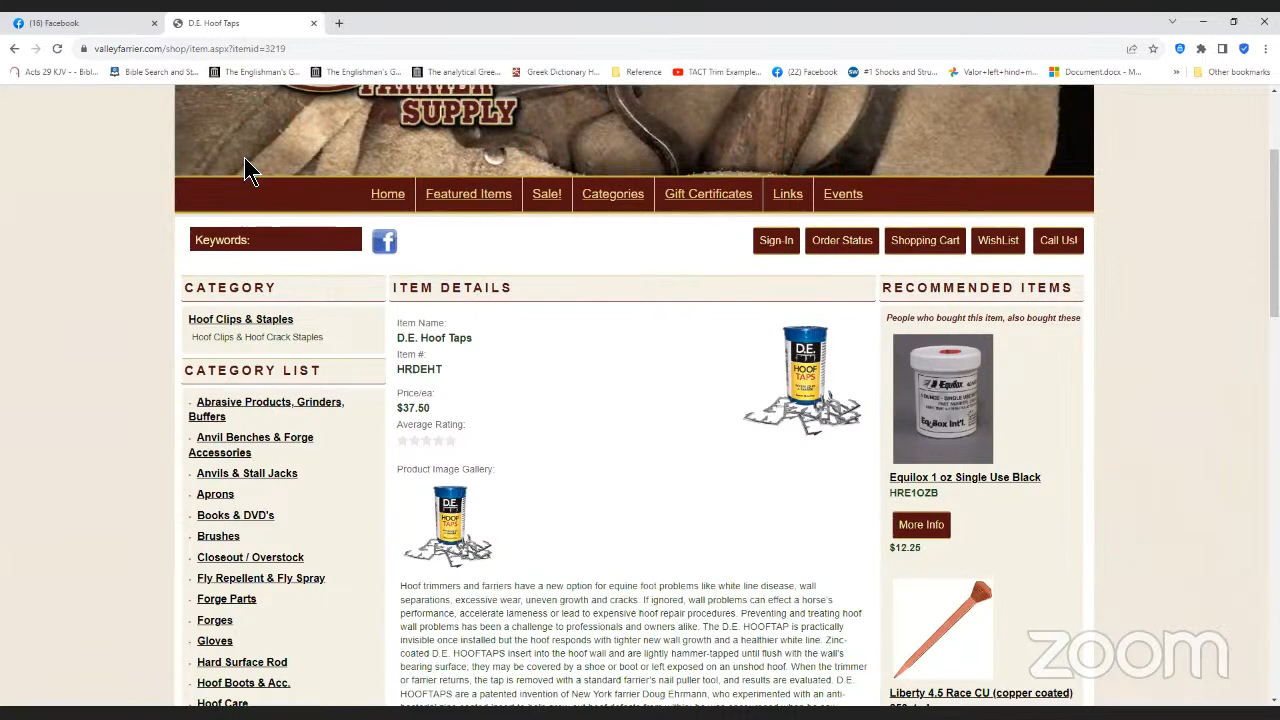 (16) Facebook
D.E. Hoof Taps
valleyfarrier.com/shop/item.aspx?itemid=3219
Acts 29 KJV -- Bibl...
Bible Search and St...
The Englishman's G...
The Englishman's G...
The analytical Gree...
Greek Dictionary H...
Reference
TACT Trim Example...
(22) Facebook
#1 Shocks and Stru...
Valor+left+hind+m...
Document.docx - M...
Other bookmarks
FARRIER
SUPPLY
Home
Featured Items
Sale!
Categories
Gift Certificates
Links
Events
Keywords:
Sign-In
Order Status
Shopping Cart
WishList
Call Us!
CATEGORY
Hoof Clips & Staples
Hoof Clips & Hoof Crack Staples
CATEGORY LIST
Abrasive Products, Grinders,
Buffers
Anvil Benches & Forge
Accessories
Anvils & Stall Jacks
Aprons
Books & DVD's
Brushes
Closeout / Overstock
Fly Repellent & Fly Spray
Forge Parts
Forges
Gloves
Hard Surface Rod
Hoof Boots & Acc.
Hoof Care
ITEM DETAILS
Item Name:
D.E. Hoof Taps
Item #:
HRDEHT
Price/ea:
$37.50
Average Rating:
D.E.
HOOF
TAPS
Product Image Gallery:
D.E.
HOOF
TAPS
Hoof trimmers and farriers have a new option for equine foot problems like white line disease, wall
separations, excessive wear, uneven growth and cracks. If ignored, wall problems can effect a horse's
performance, accelerate lameness or lead to expensive hoof repair procedures. Preventing and treating hoof
wall problems has been a challenge to professionals and owners alike. The D.E. HOOFTAP is practically
invisible once installed but the hoof responds with tighter new wall growth and a healthier white line. Zinc-
coated D.E. HOOFTAPS insert into the hoof wall and are lightly hammer-tapped until flush with the wall's
bearing surface; they may be covered by a shoe or boot or left exposed on an unshod hoof. When the trimmer
or farrier returns, the tap is removed with a standard farrier's nail puller tool, and results are evaluated. D.E.
HOOFTAPS are a patented invention of New York farrier Doug Ehrmann, who experimented with an anti-
RECOMMENDED ITEMS
People who bought this item, also bought these
Equilox
Equilox Int'l.
Equilox 1 oz Single Use Black
HRE1OZB
More Info
$12.25
Liberty 4.5 Race CU (copper coated)
zoom